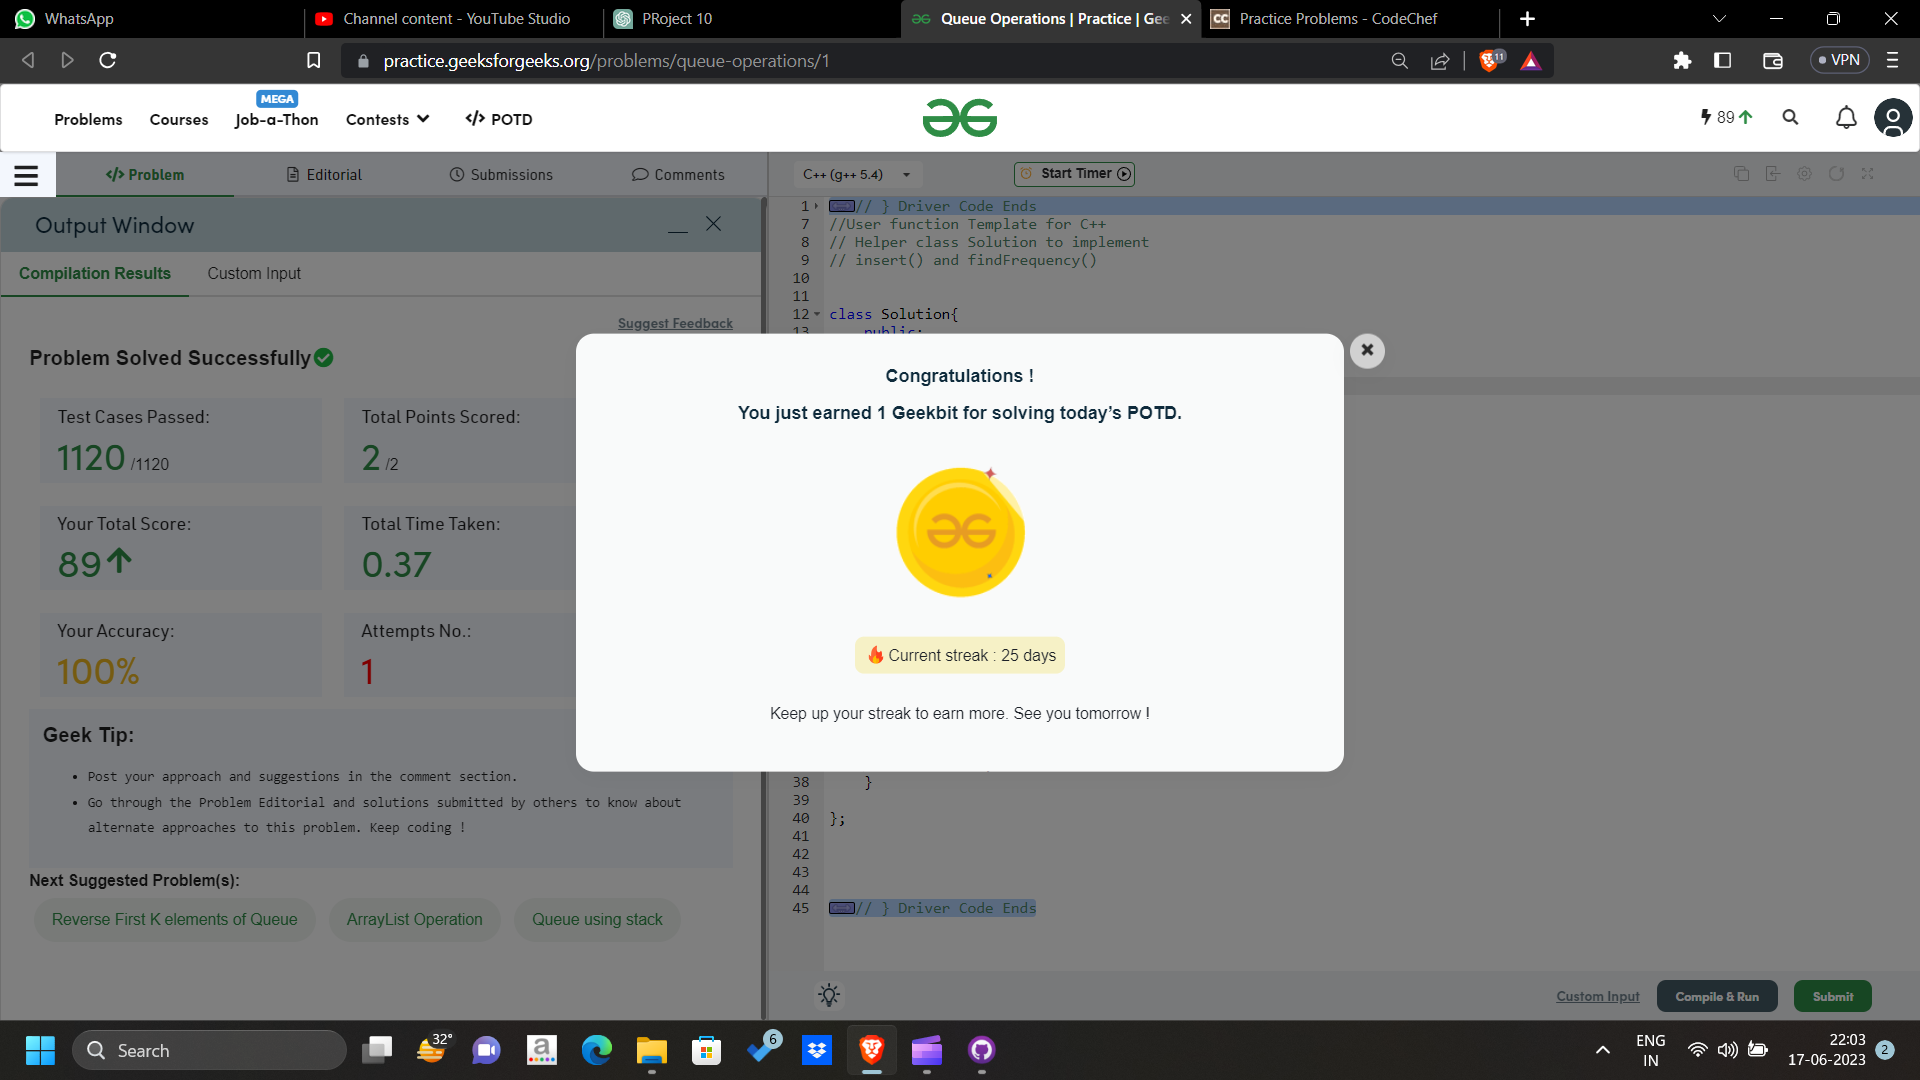 WhatsApp
Channel content - YouTube Studio
PRoject 10
Queue Operations | Practice | Gee
CC Practice Problems - CodeChef
practice.geeksforgeeks.org/problems/queue-operations/1
11
VPN
Problems
Courses
MEGA
Job-a-Thon
Contests
</> POTD
89
</> Problem
Editorial
Submissions
Comments
C++ (g++ 5.4)
Start Timer
Output Window
Compilation Results
Custom Input
Suggest Feedback
Problem Solved Successfully
Test Cases Passed:
1120 /1120
Total Points Scored:
2 /2
Your Total Score:
89
Total Time Taken:
0.37
Your Accuracy:
100%
Attempts No.:
1
Geek Tip:
• Post your approach and suggestions in the comment section.
• Go through the Problem Editorial and solutions submitted by others to know about
alternate approaches to this problem. Keep coding !
Next Suggested Problem(s):
Reverse First K elements of Queue
ArrayList Operation
Queue using stack
1 // } Driver Code Ends
7 //User function Template for C++
8 // Helper class Solution to implement
9 // insert() and findFrequency()
10
11
12 class Solution{
13 public:
Congratulations !
You just earned 1 Geekbit for solving today's POTD.
Current streak : 25 days
Keep up your streak to earn more. See you tomorrow !
38 }
39
40 };
41
42
43
44
45 // } Driver Code Ends
Custom Input
Compile & Run
Submit
Search
32°
a
6
ENG
IN
22:03
17-06-2023
2